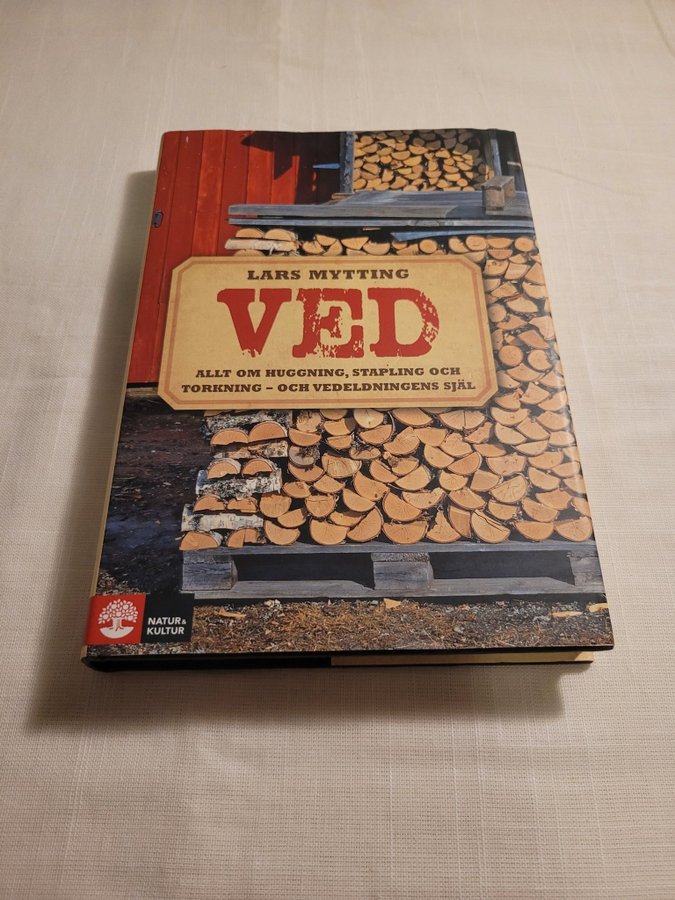 LARS MYTTING
VED
ALLT OM HUGGNING, STAPLING OCH
TORKNING – OCH VEDELDNINGENS SJÄL
NATUR &
KULTUR